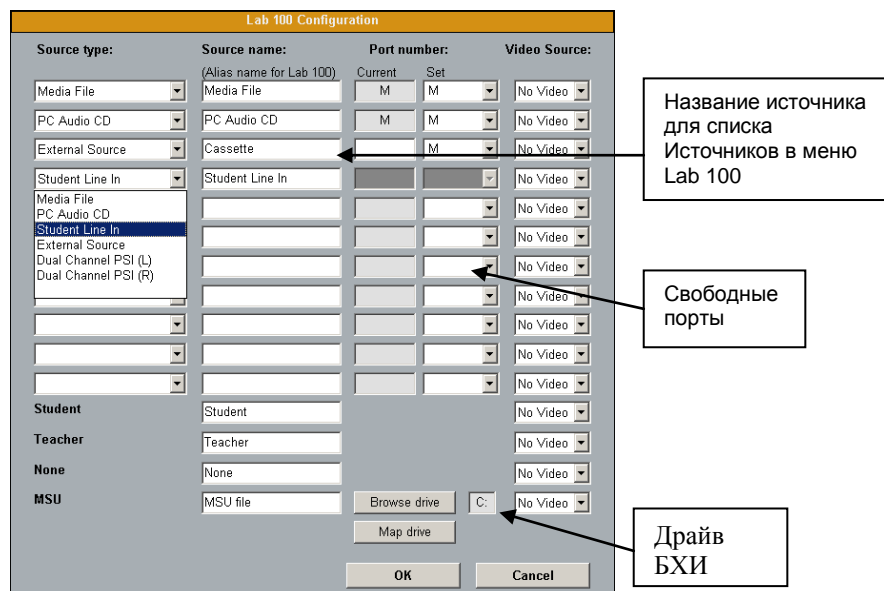 Lab 100 Configuration
Source type: Source name: Port number: Video Source:
(Alias name for Lab 100) Current Set
Media File Media File M M No Video
PC Audio CD PC Audio CD M M No Video
External Source Cassette M No Video
Student Line In Student Line In No Video
Media File
PC Audio CD
Student Line In
External Source
Dual Channel PSI (L)
Dual Channel PSI (R)
No Video
No Video
No Video
No Video
No Video
No Video
No Video
Student Student No Video
Teacher Teacher No Video
None None No Video
MSU MSU file Browse drive C: No Video
Map drive
OK Cancel
Название источника
для списка
Источников в меню
Lab 100
Свободные
порты
Драйв
БХИ